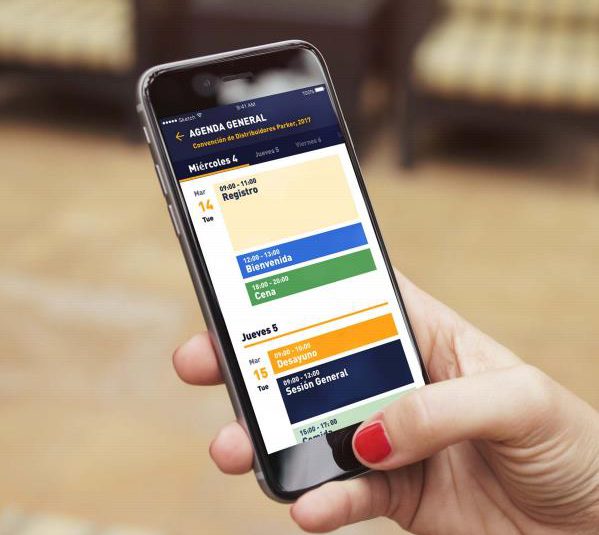 Sketch
9:41 AM
100%
AGENDA GENERAL
Convención de Distribuidores Parker, 2017
Miércoles 4
Jueves 5
Viernes 6
Mar
14
Tue
09:00 - 11:00
Registro
12:00 - 13:00
Bienvenida
18:00 - 20:00
Cena
Jueves 5
Mar
15
Tue
09:00 - 10:00
Desayuno
09:00 - 12:00
Sesión General
15:00 - 17:00
Comida